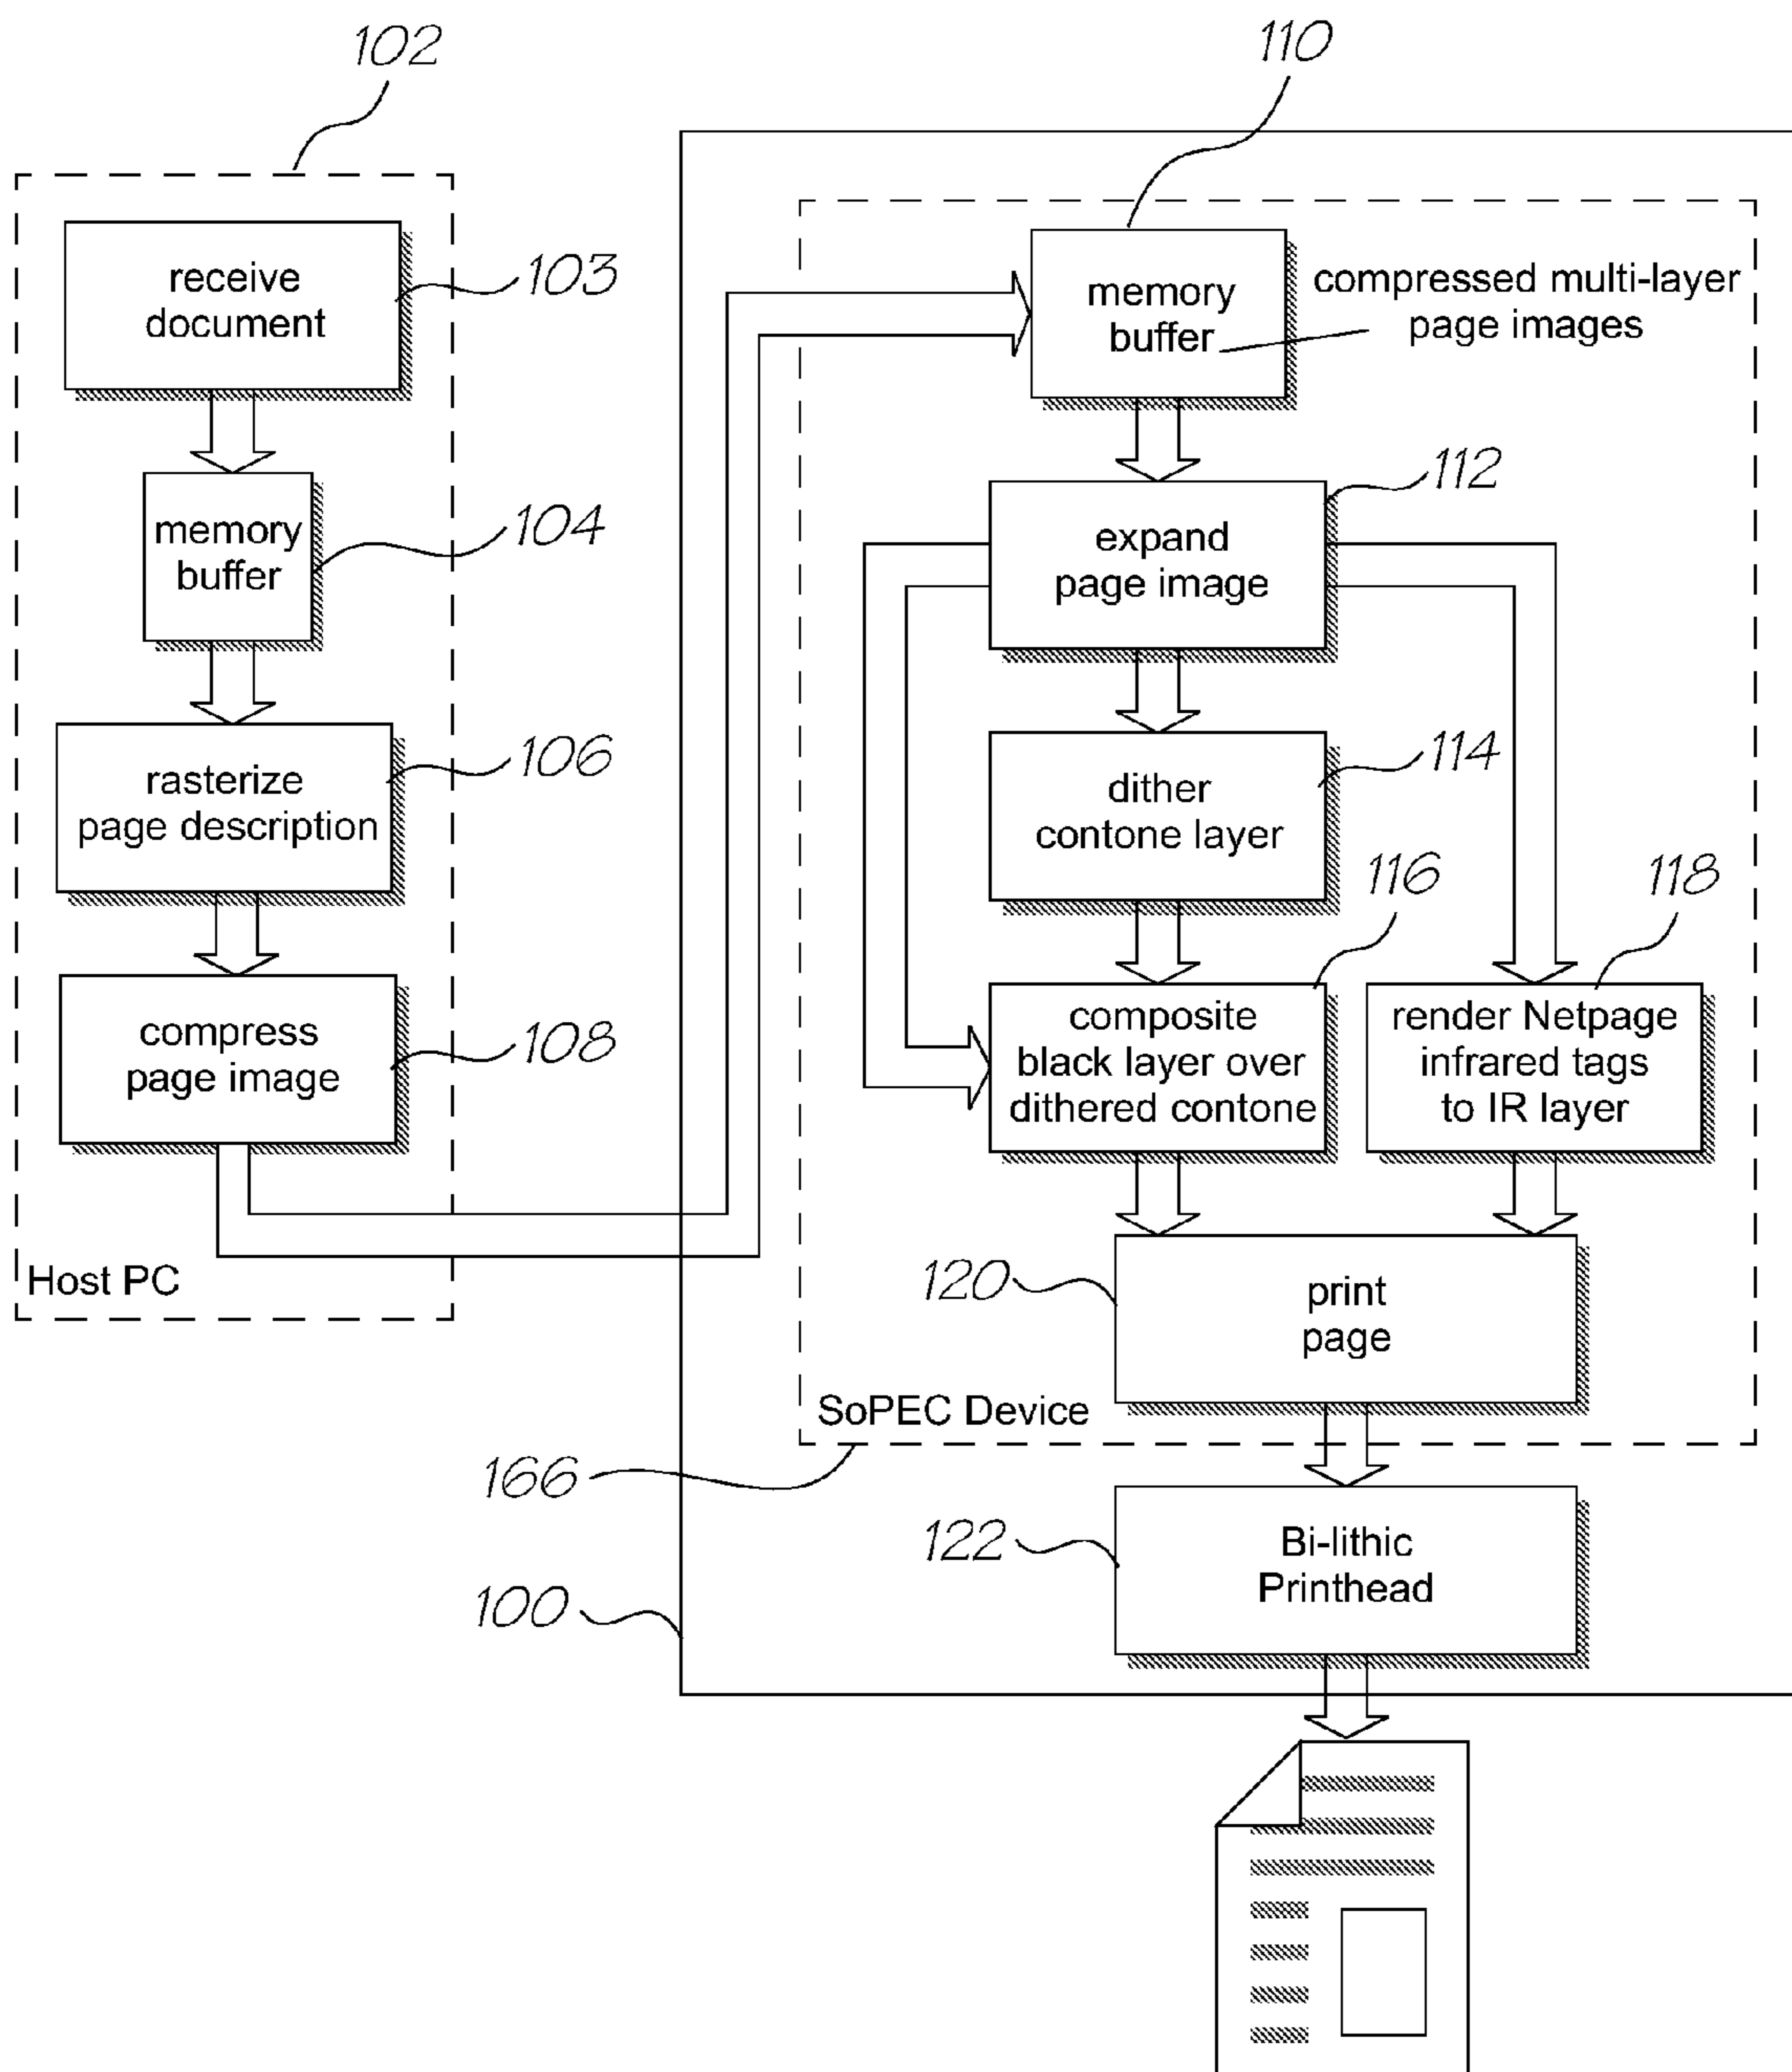 102
110
receive
document
103
memory
buffer
compressed multi-layer
page images
memory
buffer
104
expand
page image
112
rasterize
page description
106
dither
contone layer
114
116
118
compress
page image
108
composite
black layer over
dithered contone
render Netpage
infrared tags
to IR layer
Host PC
120
print
page
SoPEC Device
166
122
Bi-lithic
Printhead
100